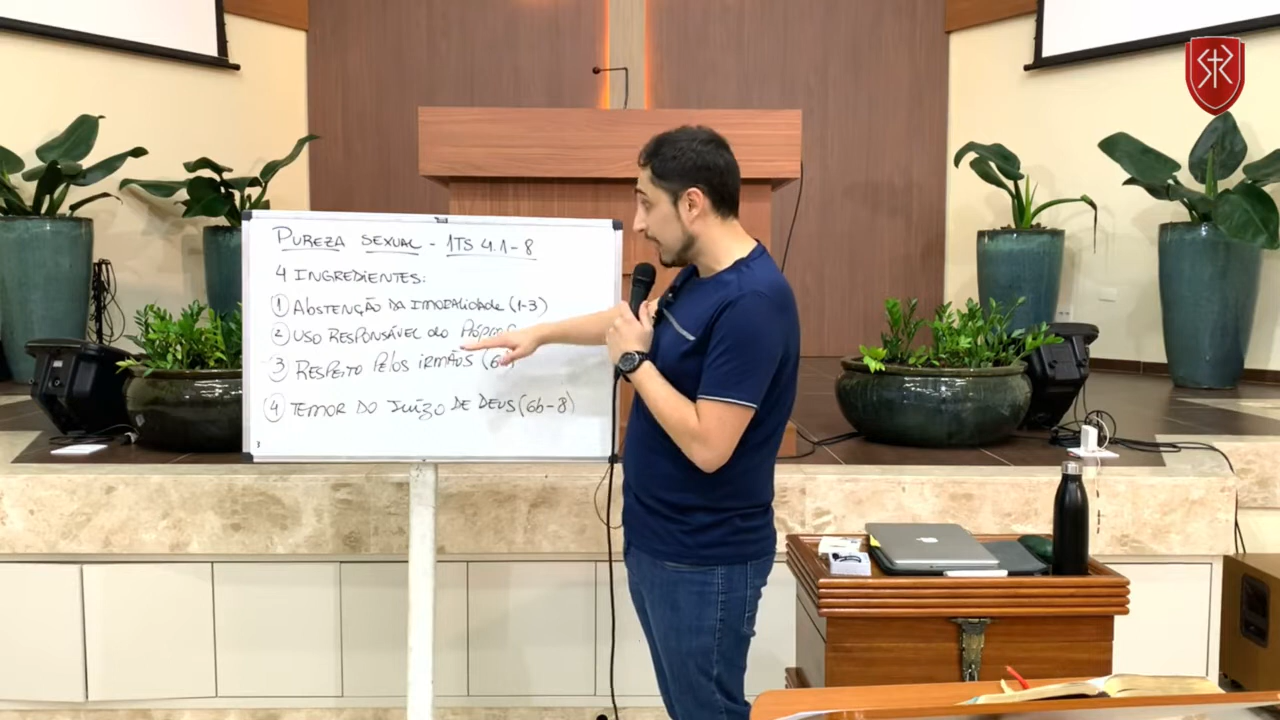 PUREZA SEXUAL - 1TS 4.1-8
4 INGREDIENTES:
1 ABSTENÇÃO DA IMORALIDADE (1-3)
2 USO RESPONSÁVEL do
3 RESPEITO PELOS IRMÃOS (6
4 TEMOR DO JUÍZO DE DEUS (6b-8)